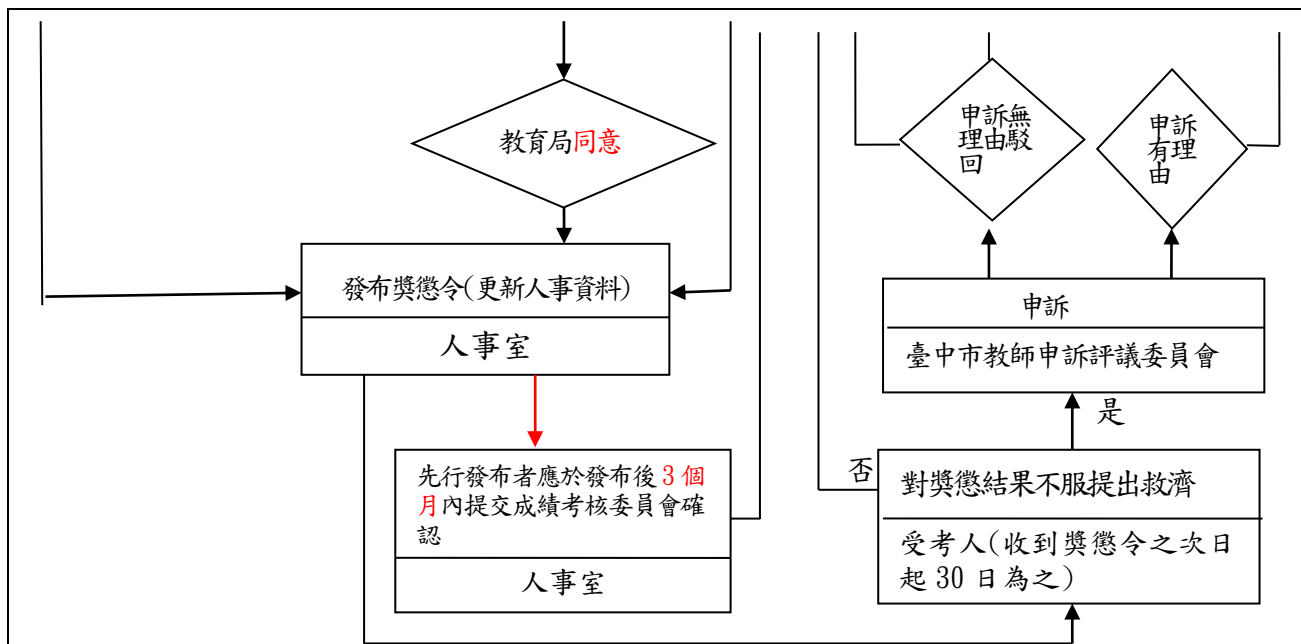 教育局同意
發布獎懲令(更新人事資料)
人事室
先行發布者應於發布後3個
月內提交成績考核委員會確
認
人事室
申訴無
理由駁
回
申訴
有理
由
申訴
臺中市教師申訴評議委員會
是
否
對獎懲結果不服提出救濟
受考人(收到獎懲令之次日
起30日為之)